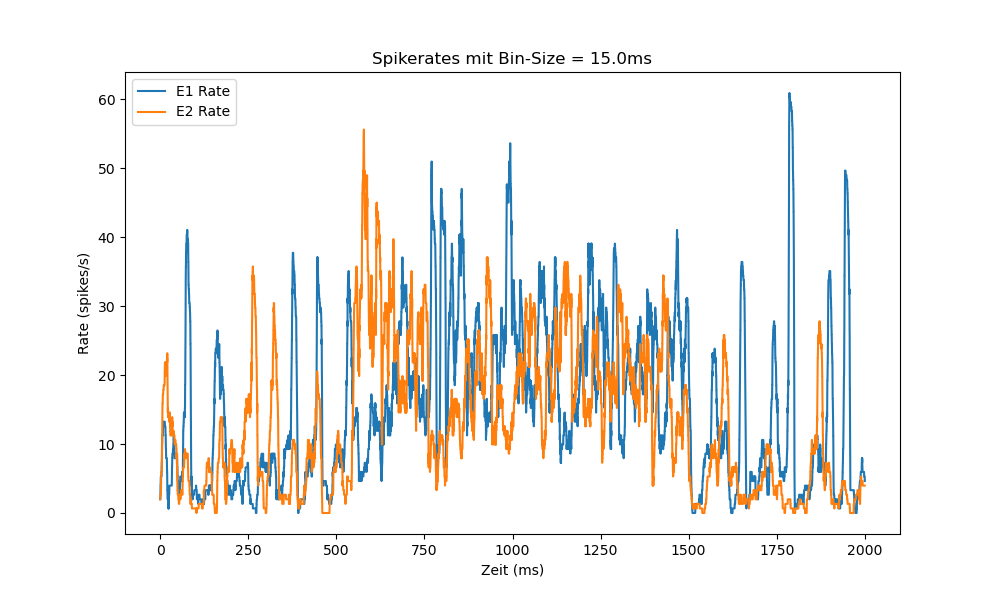 Spikerates mit Bin-Size = 15.0ms
E1 Rate
E2 Rate
60
50
40
30
20
10
0
Rate (spikes/s)
0 250 500 750 1000 1250 1500 1750 2000
Zeit (ms)